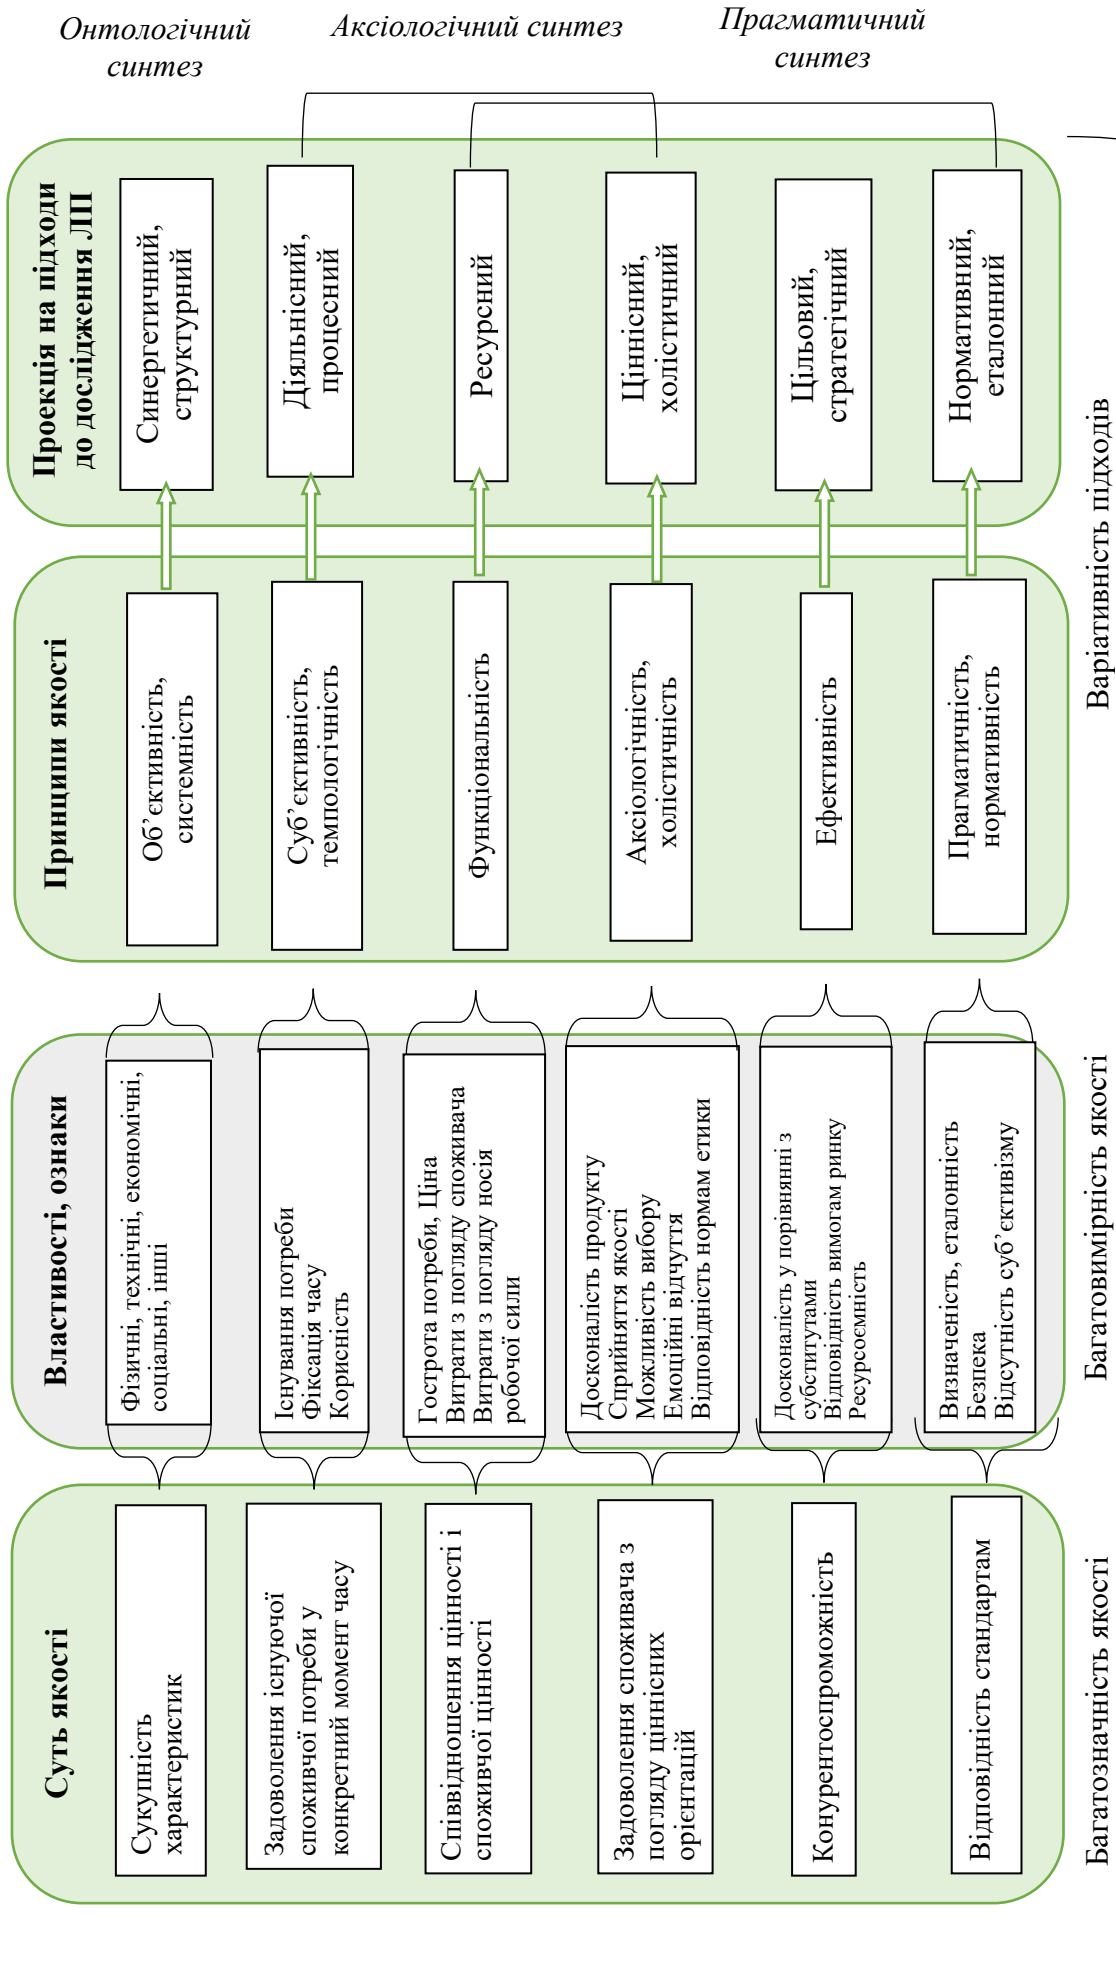 Онтологічний
синтез
Аксіологічний синтез
Прагматичний
синтез
Суть якості
Сукупність
характеристик
Задоволення існуючої
споживчої потреби у
конкретний момент часу
Співвідношення цінності і
споживчої цінності
Задоволення споживача з
погляду ціннісних
орієнтацій
Конурентоспроможність
Відповідність стандартам
Багатозначність якості
Властивості, ознаки
Фізичні, технічні, економічні,
соціальні, інші
Існування потреби
Фіксація часу
Корисність
Гострота потреби, Ціна
Витрати з погляду споживача
Витрати з погляду носія
робочої сили
Досконалість продукту
Сприйняття якості
Можливість вибору
Емоційні відчуття
Відповідність нормам етики
Досконалість у порівнянні з
субститутами
Відповідність вимогам ринку
Ресурсоємність
Визначеність, еталонність
Безпека
Відсутність суб’єктивізму
Багатовимірність якості
Принципи якості
Об’єктивність,
системність
Суб’єктивність,
темпологічність
Функціональність
Аксіологічність,
холістичність
Ефективність
Прагматичність,
нормативність
Проекція на підходи
до дослідження ЛП
Синергетичний,
структурний
Діяльнісний,
процесний
Ресурсний
Ціннісний,
холістичний
Цільовий,
стратегічний
Нормативний,
еталонний
Варіативність підходів